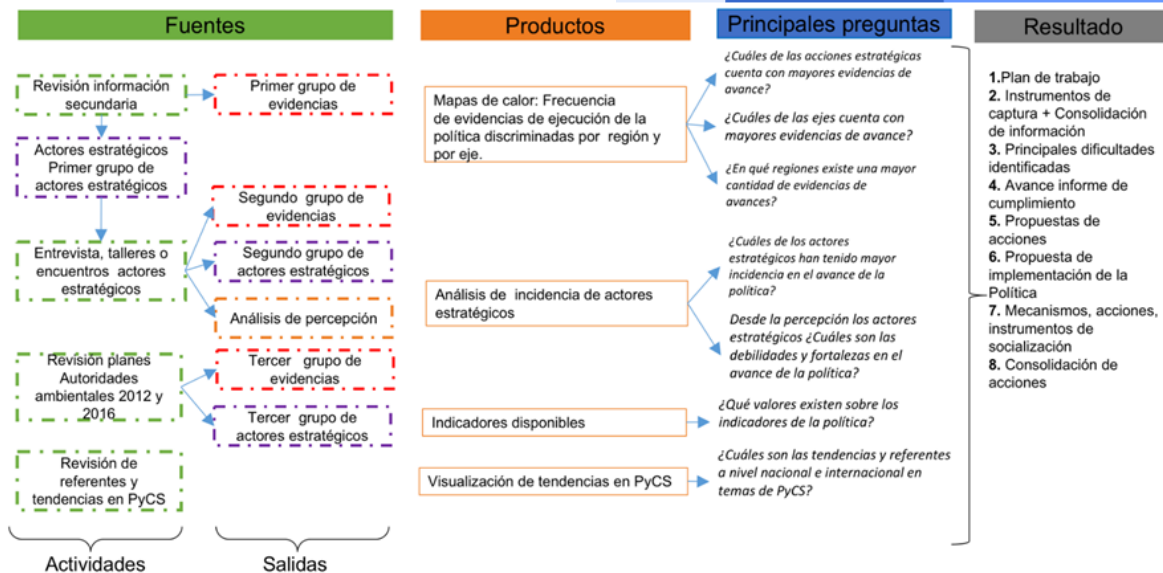 Fuentes
Revisión información
secundaria
Primer grupo de
evidencias
Actores estratégicos
Primer grupo de
actores estratégicos
Segundo grupo de
evidencias
Entrevista, talleres o
encuentros actores
estratégicos
Segundo grupo de
actores estratégicos
Análisis de percepción
Revisión planes
Autoridades
ambientales 2012 y
2016
Tercer grupo de
evidencias
Tercer grupo de
actores estratégicos
Revisión de
referentes y
tendencias en PyCS
Actividades
Salidas
Productos
Mapas de calor: Frecuencia
de evidencias de ejecución de la
política discriminadas por región y
por eje.
Análisis de incidencia de actores
estratégicos
Indicadores disponibles
Visualización de tendencias en PyCS
Principales preguntas
¿Cuáles de las acciones estratégicas
cuenta con mayores evidencias de
avance?
¿Cuáles de las ejes cuenta con
mayores evidencias de avance?
¿En qué regiones existe una mayor
cantidad de evidencias de
avances?
¿Cuáles de los actores
estratégicos han tenido mayor
incidencia en el avance de la
política?
Desde la percepción los actores
estratégicos ¿Cuáles son las
debilidades y fortalezas en el
avance de la política?
¿Qué valores existen sobre los
indicadores de la política?
¿Cuáles son las tendencias y referentes
a nivel nacional e internacional en
temas de PyCS?
Resultado
1.Plan de trabajo
2. Instrumentos de
captura + Consolidación
de información
3. Principales dificultades
identificadas
4. Avance informe de
cumplimiento
5. Propuestas de
acciones
6. Propuesta de
implementación de la
Política
7. Mecanismos, acciones,
instrumentos de
socialización
8. Consolidación de
acciones